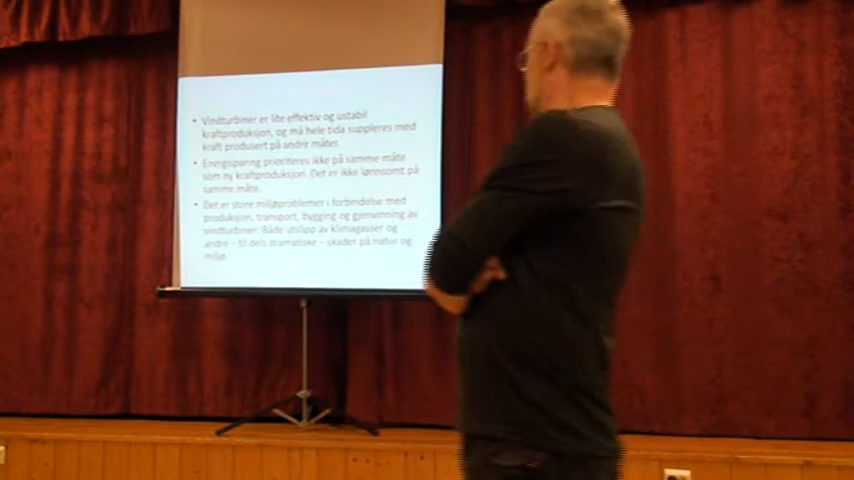 • Vindturbiner er lite effektiv og ustabil
kraftproduksjon, og må hele tida suppleres med
kraft produsert på andre måter.
• Energisparing prioriteres ikke på samme måte
som ny kraftproduksjon. Det er ikke lønnsomt på
samme måte.
• Det er store miljøproblemer i forbindelse med
produksjon, transport, bygging og gjenvinning av
vindturbiner. Både utslipp av klimagasser og
andre – til dels dramatiske – skader på natur og
miljø.